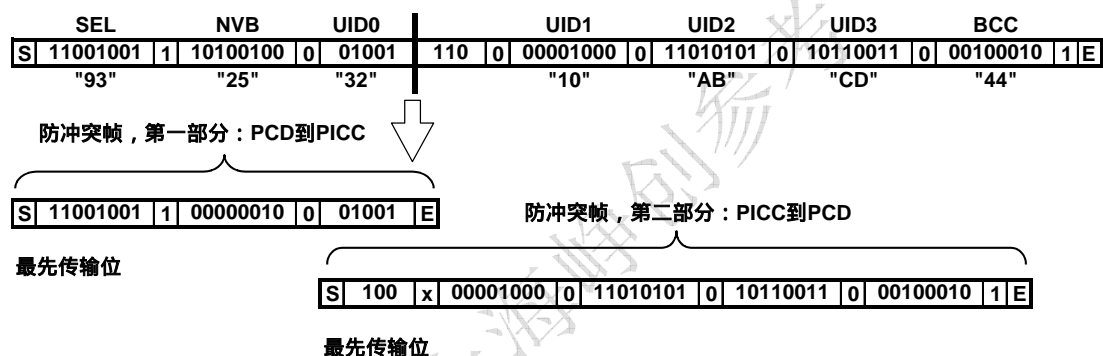 SEL NVB UID0 UID1 UID2 UID3 BCC
S 11001001 1 10100100 0 01001 110 0 00001000 0 11010101 0 10110011 0 00100010 1 E
"93" "25" "32" "10" "AB" "CD" "44"
防冲突帧，第一部分：PCD到PICC
S 11001001 1 00000010 0 01001 E
防冲突帧，第二部分：PICC到PCD
最先传输位
S 100 x 00001000 0 11010101 0 10110011 0 00100010 1 E
最先传输位